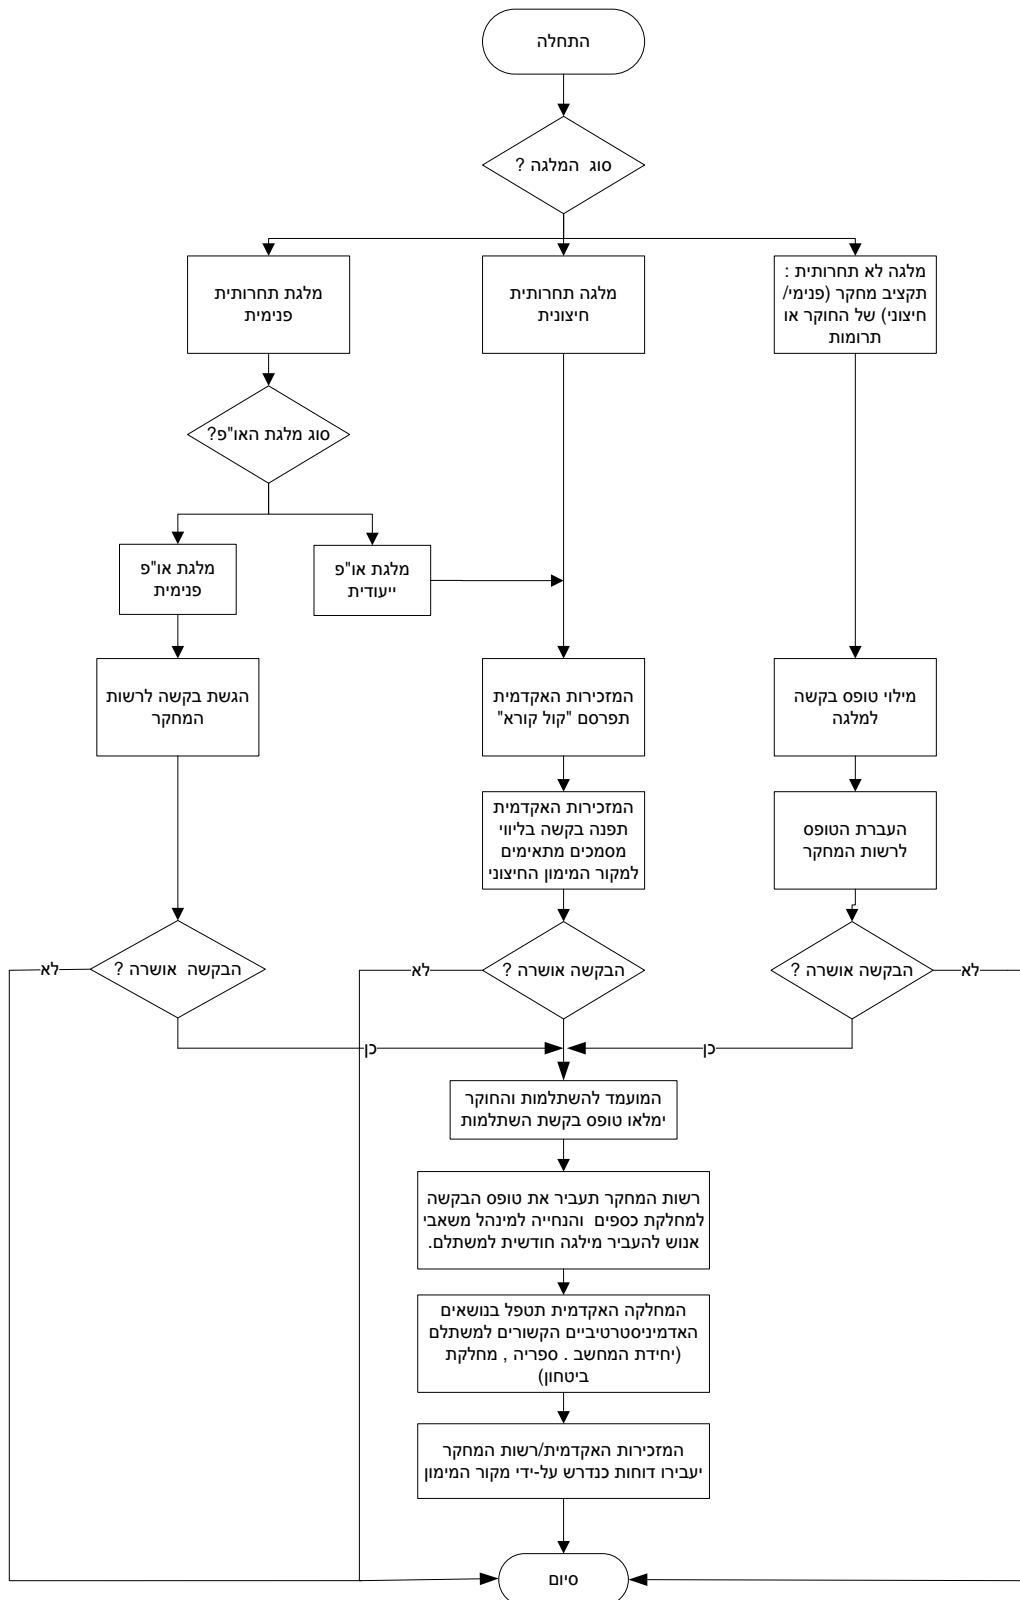 התחלה
סוג המלגה ?
מלגה לא תחרותית :
תקציב מחקר (פנימי/
חיצוני) של החוקר או
תרומות
מלגה תחרותית
חיצונית
מלגת תחרותית
פנימית
סוג מלגת האו"פ?
מלגת או"פ
ייעודית
מלגת או"פ
פנימית
מילוי טופס בקשה
למלגה
המזכירות האקדמית
תפרסם "קול קורא"
הגשת בקשה לרשות
המחקר
העברת הטופס
לרשות המחקר
המזכירות האקדמית
תפנה בקשה בליווי
מסמכים מתאימים
למקור המימון החיצוני
לא
הבקשה אושרה ?
לא
הבקשה אושרה ?
לא
הבקשה אושרה ?
כן
כן
המועמד להשתלמות והחוקר
ימלאו טופס בקשת השתלמות
רשות המחקר תעביר את טופס הבקשה
למחלקת כספים והנחייה למינהל משאבי
אנוש להעביר מילגה חודשית למשתלם.
המחלקה האקדמית תטפל בנושאים
האדמיניסטרטיביים הקשורים למשתלם
(יחידת המחשב . ספריה , מחלקת
ביטחון)
המזכירות האקדמית/רשות המחקר
יעבירו דוחות כנדרש על-ידי מקור המימון
סיום